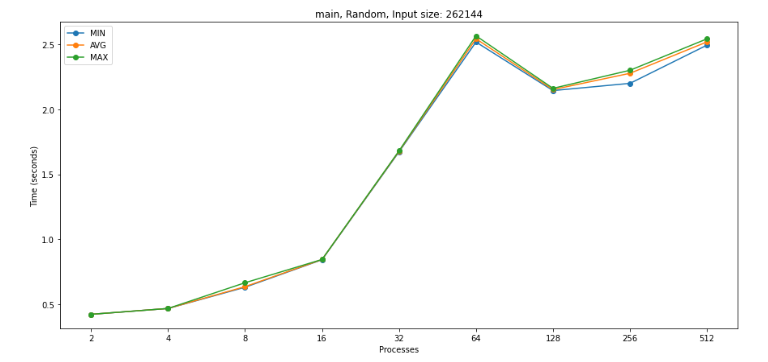 main, Random, Input size: 262144
MIN
AVG
MAX
Time (seconds)
2.5
2.0
1.5
1.0
0.5
2 4 8 16 32 64 128 256 512
Processes